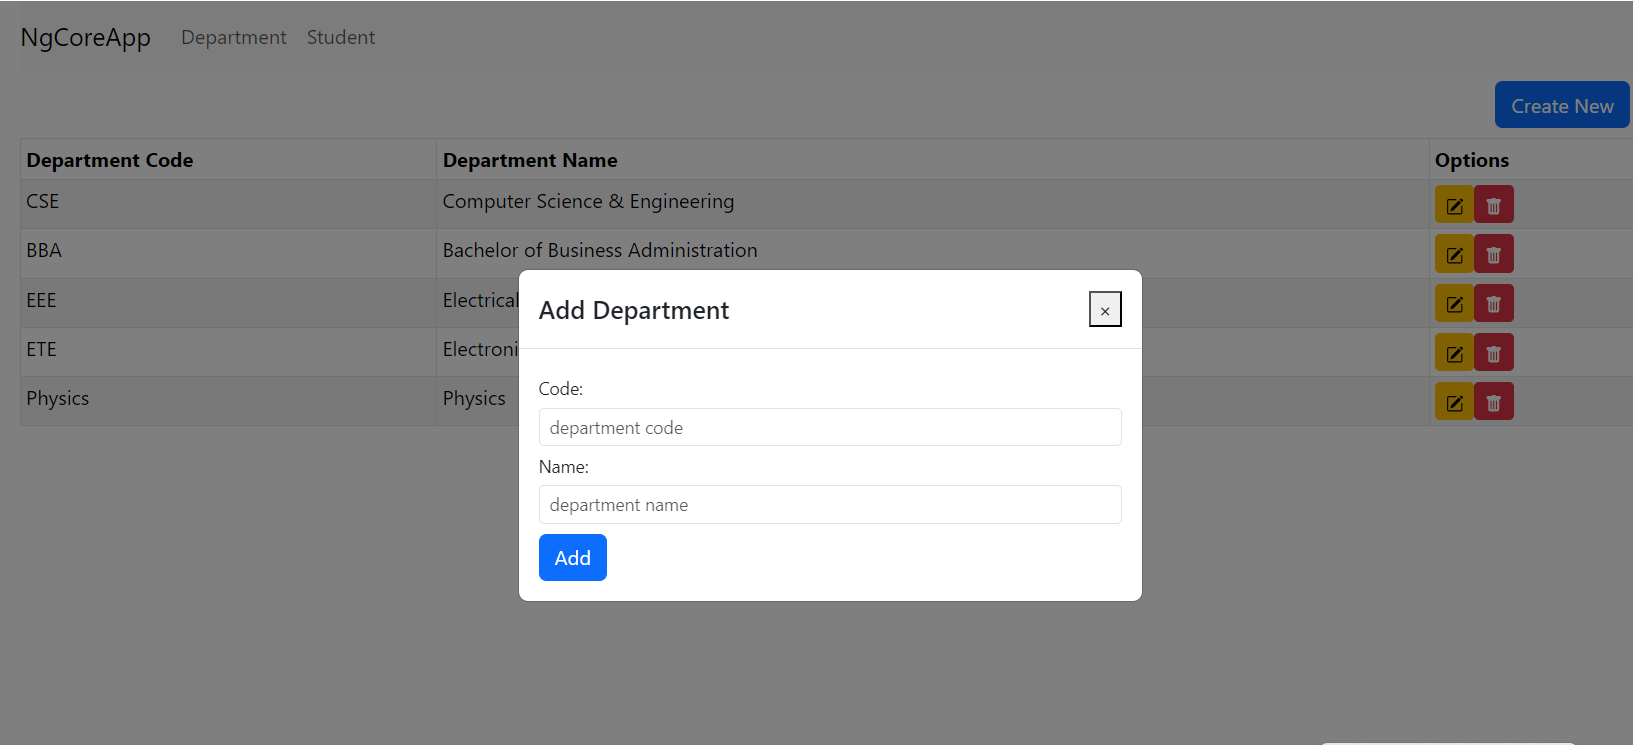 NgCoreApp Department Student
Create New
Department Code Department Name Options
CSE Computer Science & Engineering
BBA Bachelor of Business Administration
EEE Electrical
ETE
Physics Physics
Add Department ×
Code:
department code
Name:
department name
Add